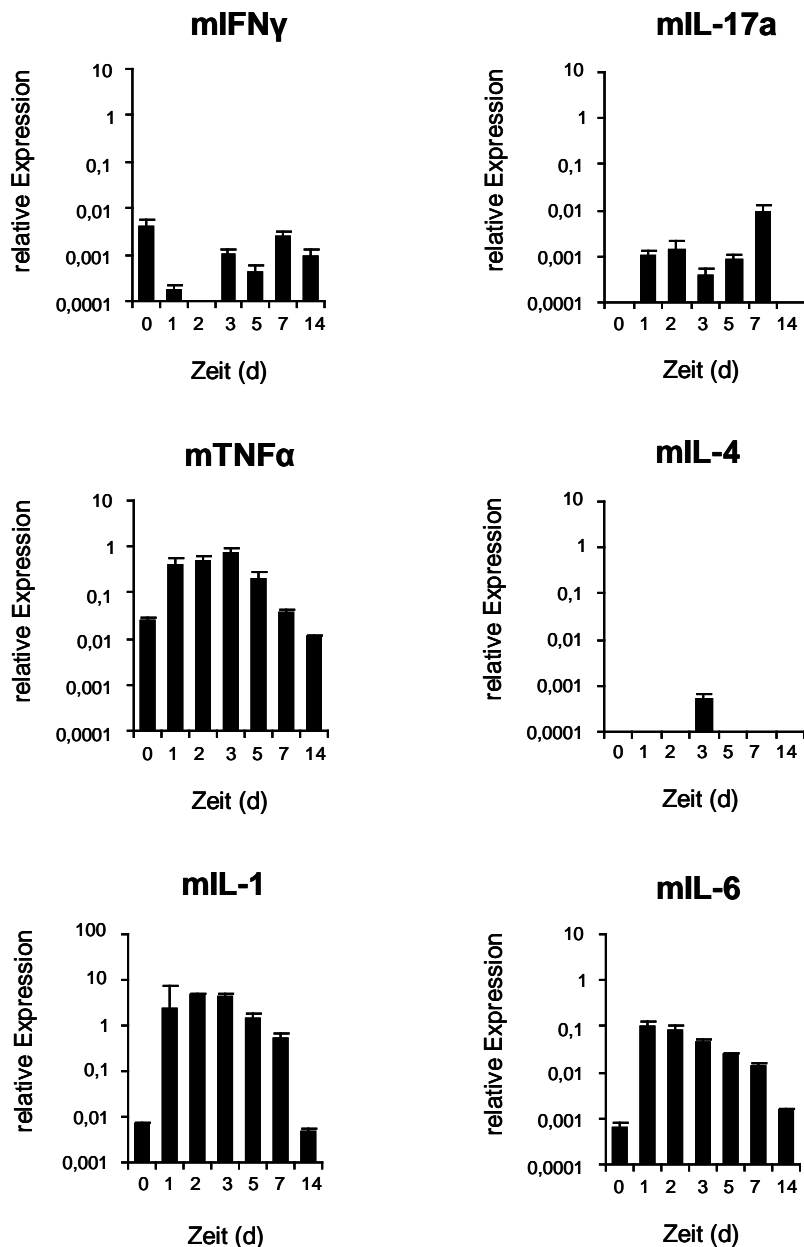 mIFNγ
relative Expression
10
1
0,1
0,01
0,001
0,0001
0 1 2 3 5 7 14
Zeit (d)
mIL-17a
relative Expression
10
1
0,1
0,01
0,001
0,0001
0 1 2 3 5 7 14
Zeit (d)
mTNFα
relative Expression
10
1
0,1
0,01
0,001
0,0001
0 1 2 3 5 7 14
Zeit (d)
mIL-4
relative Expression
10
1
0,1
0,01
0,001
0,0001
0 1 2 3 5 7 14
Zeit (d)
mIL-1
relative Expression
100
10
1
0,1
0,01
0,001
0 1 2 3 5 7 14
Zeit (d)
mIL-6
relative Expression
10
1
0,1
0,01
0,001
0,0001
0 1 2 3 5 7 14
Zeit (d)